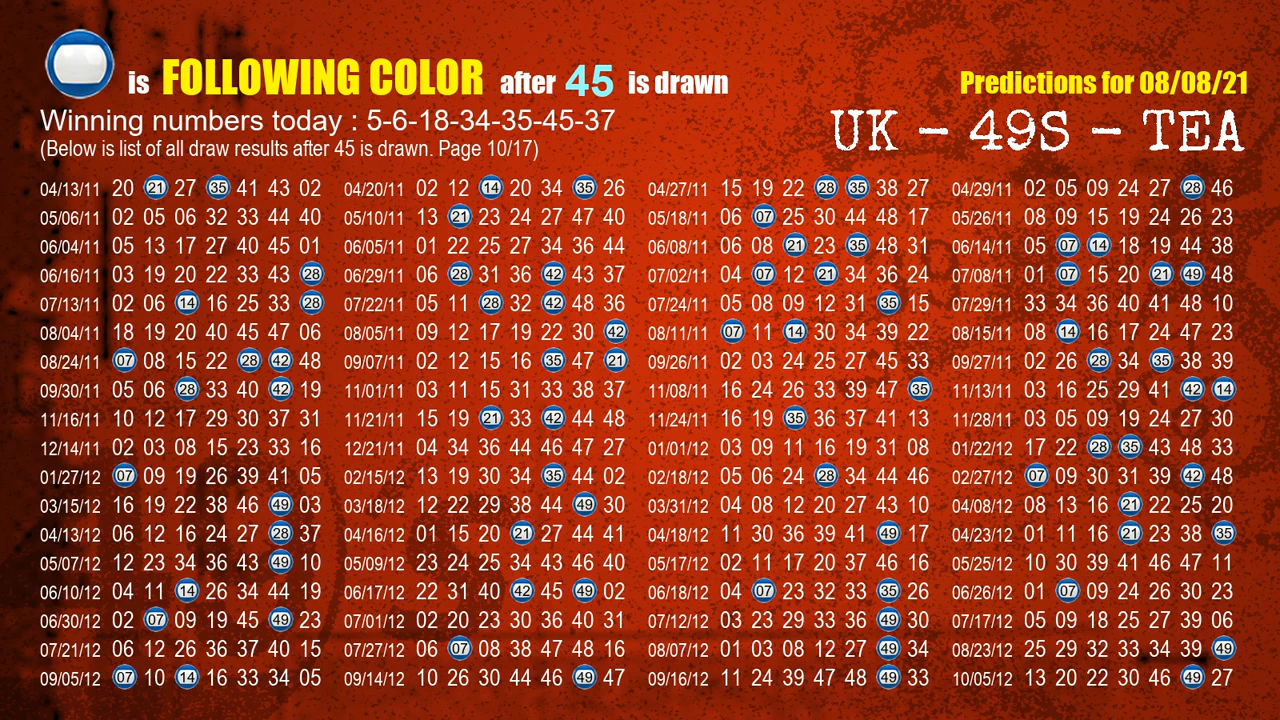 is FOLLOWING COLOR after 45 is drawn
Predictions for 08/08/21
Winning numbers today : 5-6-18-34-35-45-37
UK - 49S - TEA
(Below is list of all draw results after 45 is drawn. Page 10/17)
04/13/11 20 21 27 35 41 43 02 04/20/11 02 12 14 20 34 35 26 04/27/11 15 19 22 28 35 38 27 04/29/11 02 05 09 24 27 28 46
05/06/11 02 05 06 32 33 44 40 05/10/11 13 21 23 24 27 47 40 05/18/11 06 07 25 30 44 48 17 05/26/11 08 09 15 19 24 26 23
06/04/11 05 13 17 27 40 45 01 06/05/11 01 22 25 27 34 36 44 06/08/11 06 08 21 23 35 48 31 06/14/11 05 07 14 18 19 44 38
06/16/11 03 19 20 22 33 43 28 06/29/11 06 28 31 36 42 43 37 07/02/11 04 07 12 21 34 36 24 07/08/11 01 07 15 20 21 49 48
07/13/11 02 06 14 16 25 33 28 07/22/11 05 11 28 32 42 48 36 07/24/11 05 08 09 12 31 35 15 07/29/11 33 34 36 40 41 48 10
08/04/11 18 19 20 40 45 47 06 08/05/11 09 12 17 19 22 30 42 08/11/11 07 11 14 30 34 39 22 08/15/11 08 14 16 17 24 47 23
08/24/11 07 08 15 22 28 42 48 09/07/11 02 12 15 16 35 47 21 09/26/11 02 03 24 25 27 45 33 09/27/11 02 26 28 34 35 38 39
09/30/11 05 06 28 33 40 42 19 11/01/11 03 11 15 31 33 38 37 11/08/11 16 24 26 33 39 47 35 11/13/11 03 16 25 29 41 42 14
11/16/11 10 12 17 29 30 37 31 11/21/11 15 19 21 33 42 44 48 11/24/11 16 19 35 36 37 41 13 11/28/11 03 05 09 19 24 27 30
12/14/11 02 03 08 15 23 33 16 12/21/11 04 34 36 44 46 47 27 01/01/12 03 09 11 16 19 31 08 01/22/12 17 22 28 35 43 48 33
01/27/12 07 09 19 26 39 41 05 02/15/12 13 19 30 34 35 44 02 02/18/12 05 06 24 28 34 44 46 02/27/12 07 09 30 31 39 42 48
03/15/12 16 19 22 38 46 49 03 03/18/12 12 22 29 38 44 49 30 03/31/12 04 08 12 20 27 43 10 04/08/12 08 13 16 21 22 25 20
04/13/12 06 12 16 24 27 28 37 04/16/12 01 15 20 21 27 44 41 04/18/12 11 30 36 39 41 49 17 04/23/12 01 11 16 21 23 38 35
05/07/12 12 23 34 36 43 49 10 05/09/12 23 24 25 34 43 46 40 05/17/12 02 11 17 20 37 46 16 05/25/12 10 30 39 41 46 47 11
06/10/12 04 11 14 26 34 44 19 06/17/12 22 31 40 42 45 49 02 06/18/12 04 07 23 32 33 35 26 06/26/12 01 07 09 24 26 30 23
06/30/12 02 07 09 19 45 49 23 07/01/12 02 20 23 30 36 40 31 07/12/12 03 23 29 33 36 49 30 07/17/12 05 09 18 25 27 39 06
07/21/12 06 12 26 36 37 40 15 07/27/12 06 07 08 38 47 48 16 08/07/12 01 03 08 12 27 49 34 08/23/12 25 29 32 33 34 39 49
09/05/12 07 10 14 16 33 34 05 09/14/12 10 26 30 44 46 49 47 09/16/12 11 24 39 47 48 49 33 10/05/12 13 20 22 30 46 49 27